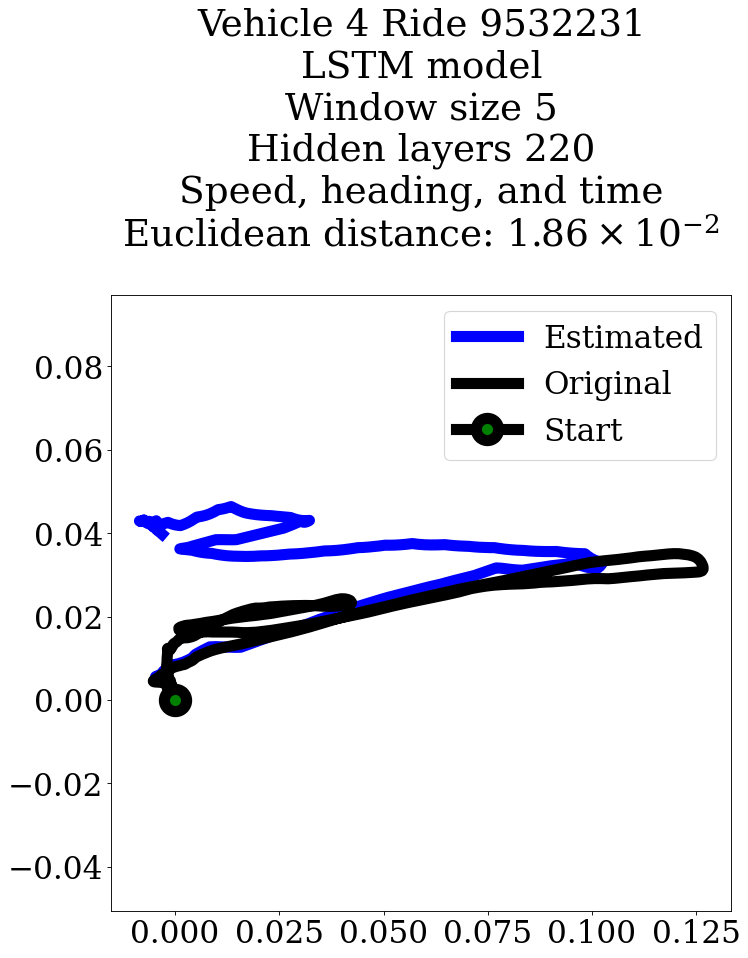 Vehicle 4 Ride 9532231
LSTM model
Window size 5
Hidden layers 220
Speed, heading, and time
Euclidean distance: 1.86 × 10⁻²
Estimated
Original
Start
0.08
0.06
0.04
0.02
0.00
−0.02
−0.04
0.000 0.025 0.050 0.075 0.100 0.125